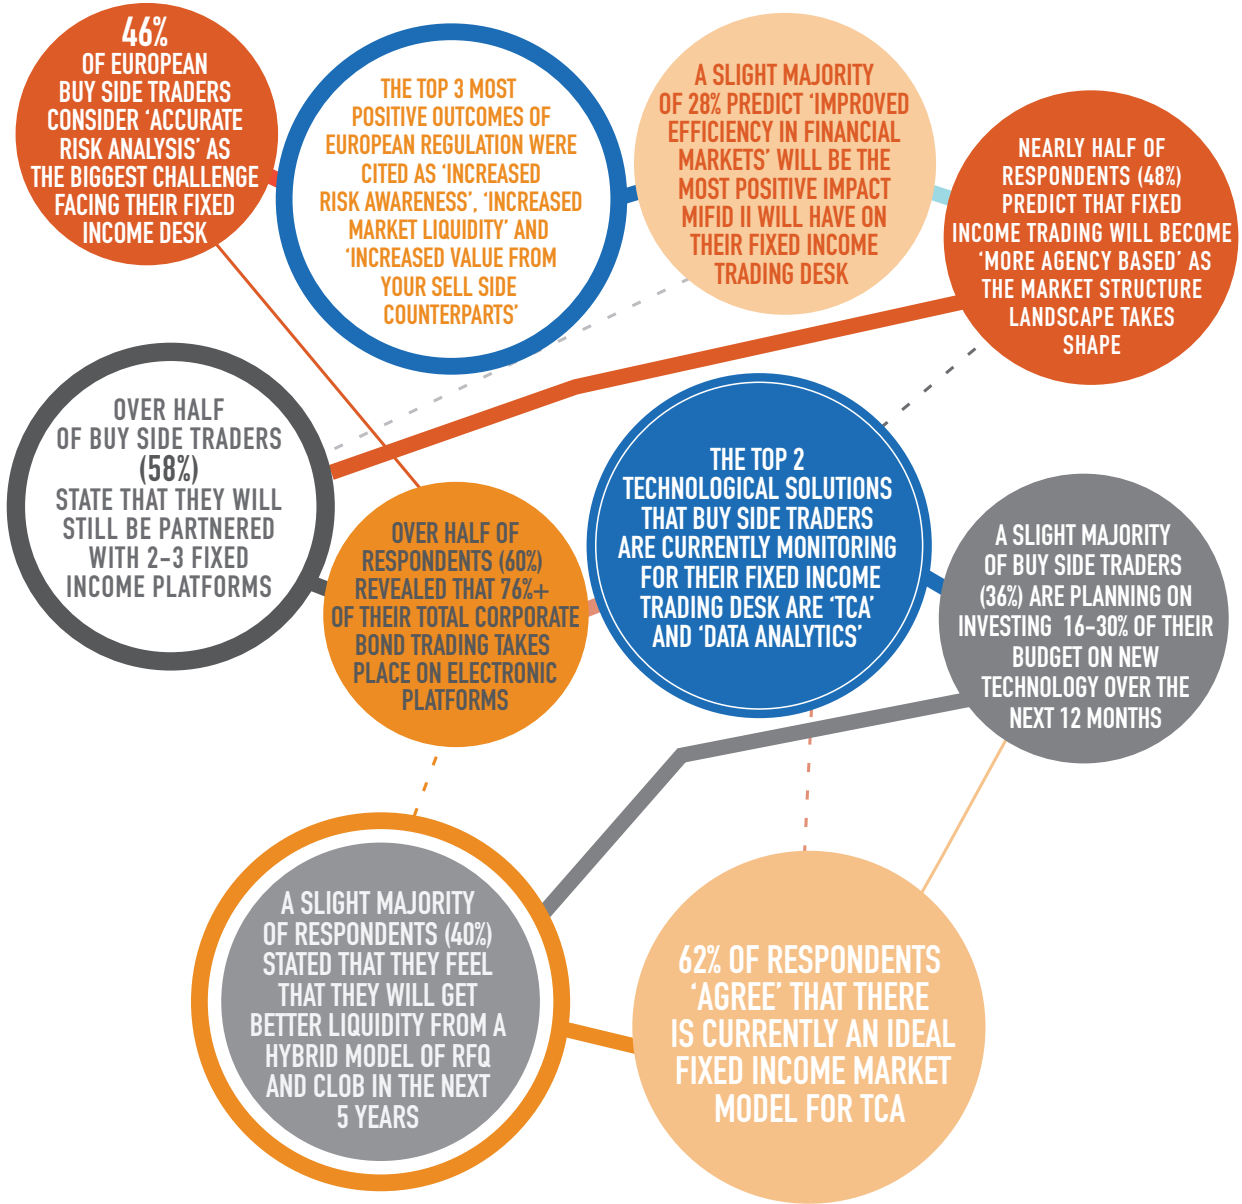 46%
OF EUROPEAN
BUY SIDE TRADERS
CONSIDER ‘ACCURATE
RISK ANALYSIS’ AS
THE BIGGEST CHALLENGE
FACING THEIR FIXED
INCOME DESK
THE TOP 3 MOST
POSITIVE OUTCOMES OF
EUROPEAN REGULATION WERE
CITED AS ‘INCREASED
RISK AWARENESS’, ‘INCREASED
MARKET LIQUIDITY’ AND
‘INCREASED VALUE FROM
YOUR SELL SIDE
COUNTERPARTS’
A SLIGHT MAJORITY
OF 28% PREDICT ‘IMPROVED
EFFICIENCY IN FINANCIAL
MARKETS’ WILL BE THE
MOST POSITIVE IMPACT
MIFID II WILL HAVE ON
THEIR FIXED INCOME
TRADING DESK
NEARLY HALF OF
RESPONDENTS (48%)
PREDICT THAT FIXED
INCOME TRADING WILL BECOME
‘MORE AGENCY BASED’ AS
THE MARKET STRUCTURE
LANDSCAPE TAKES
SHAPE
OVER HALF
OF BUY SIDE TRADERS
(58%)
STATE THAT THEY WILL
STILL BE PARTNERED
WITH 2-3 FIXED
INCOME PLATFORMS
OVER HALF OF
RESPONDENTS (60%)
REVEALED THAT 76%+
OF THEIR TOTAL CORPORATE
BOND TRADING TAKES
PLACE ON ELECTRONIC
PLATFORMS
THE TOP 2
TECHNOLOGICAL SOLUTIONS
THAT BUY SIDE TRADERS
ARE CURRENTLY MONITORING
FOR THEIR FIXED INCOME
TRADING DESK ARE ‘TCA’
AND ‘DATA ANALYTICS’
A SLIGHT MAJORITY
OF BUY SIDE TRADERS
(36%) ARE PLANNING ON
INVESTING 16-30% OF THEIR
BUDGET ON NEW
TECHNOLOGY OVER THE
NEXT 12 MONTHS
A SLIGHT MAJORITY
OF RESPONDENTS (40%)
STATED THAT THEY FEEL
THAT THEY WILL GET
BETTER LIQUIDITY FROM A
HYBRID MODEL OF RFQ
AND CLOB IN THE NEXT
5 YEARS
62% OF RESPONDENTS
‘AGREE’ THAT THERE
IS CURRENTLY AN IDEAL
FIXED INCOME MARKET
MODEL FOR TCA